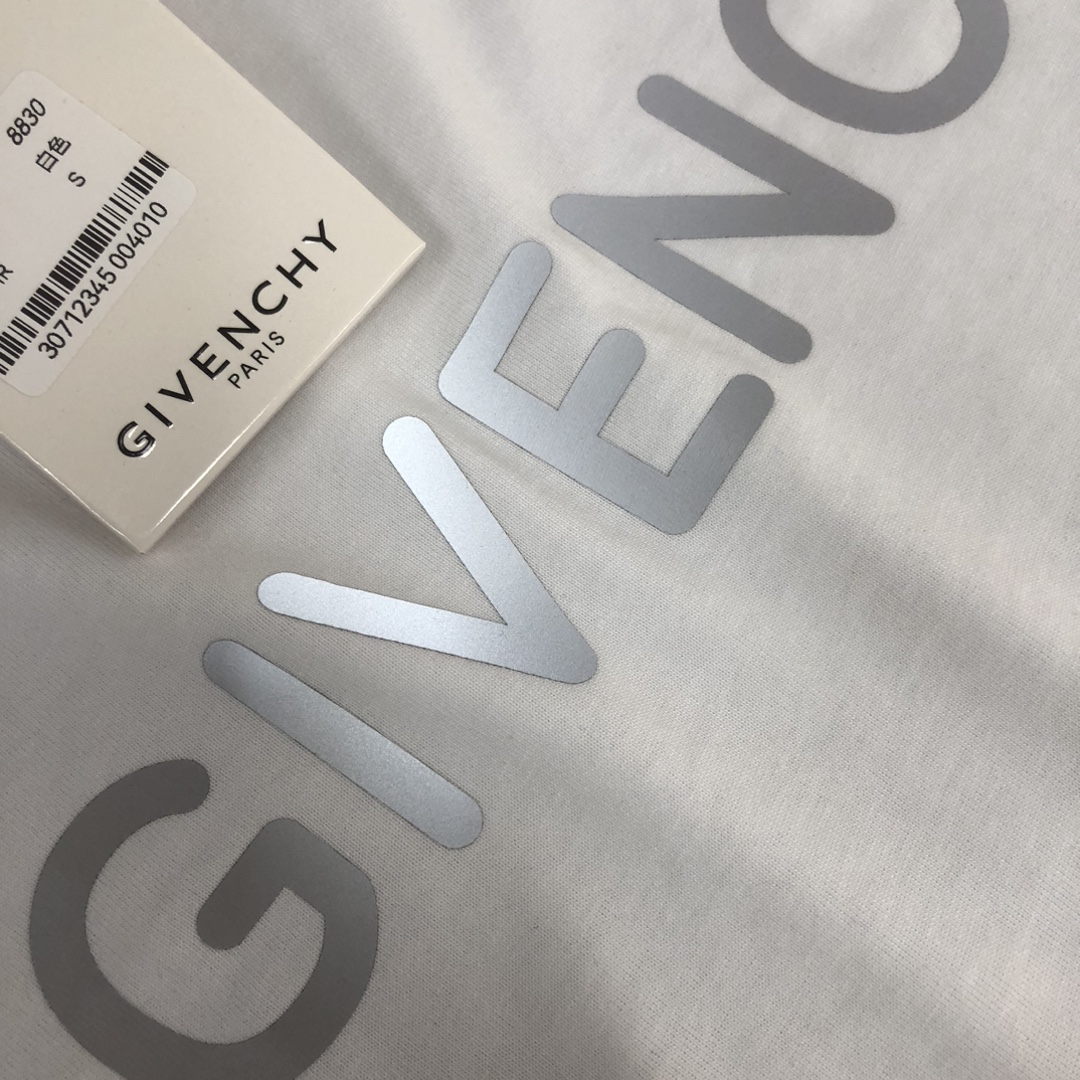 8830
白色
S
30712345 004010
GIVENCHY
PARIS
GIVENC